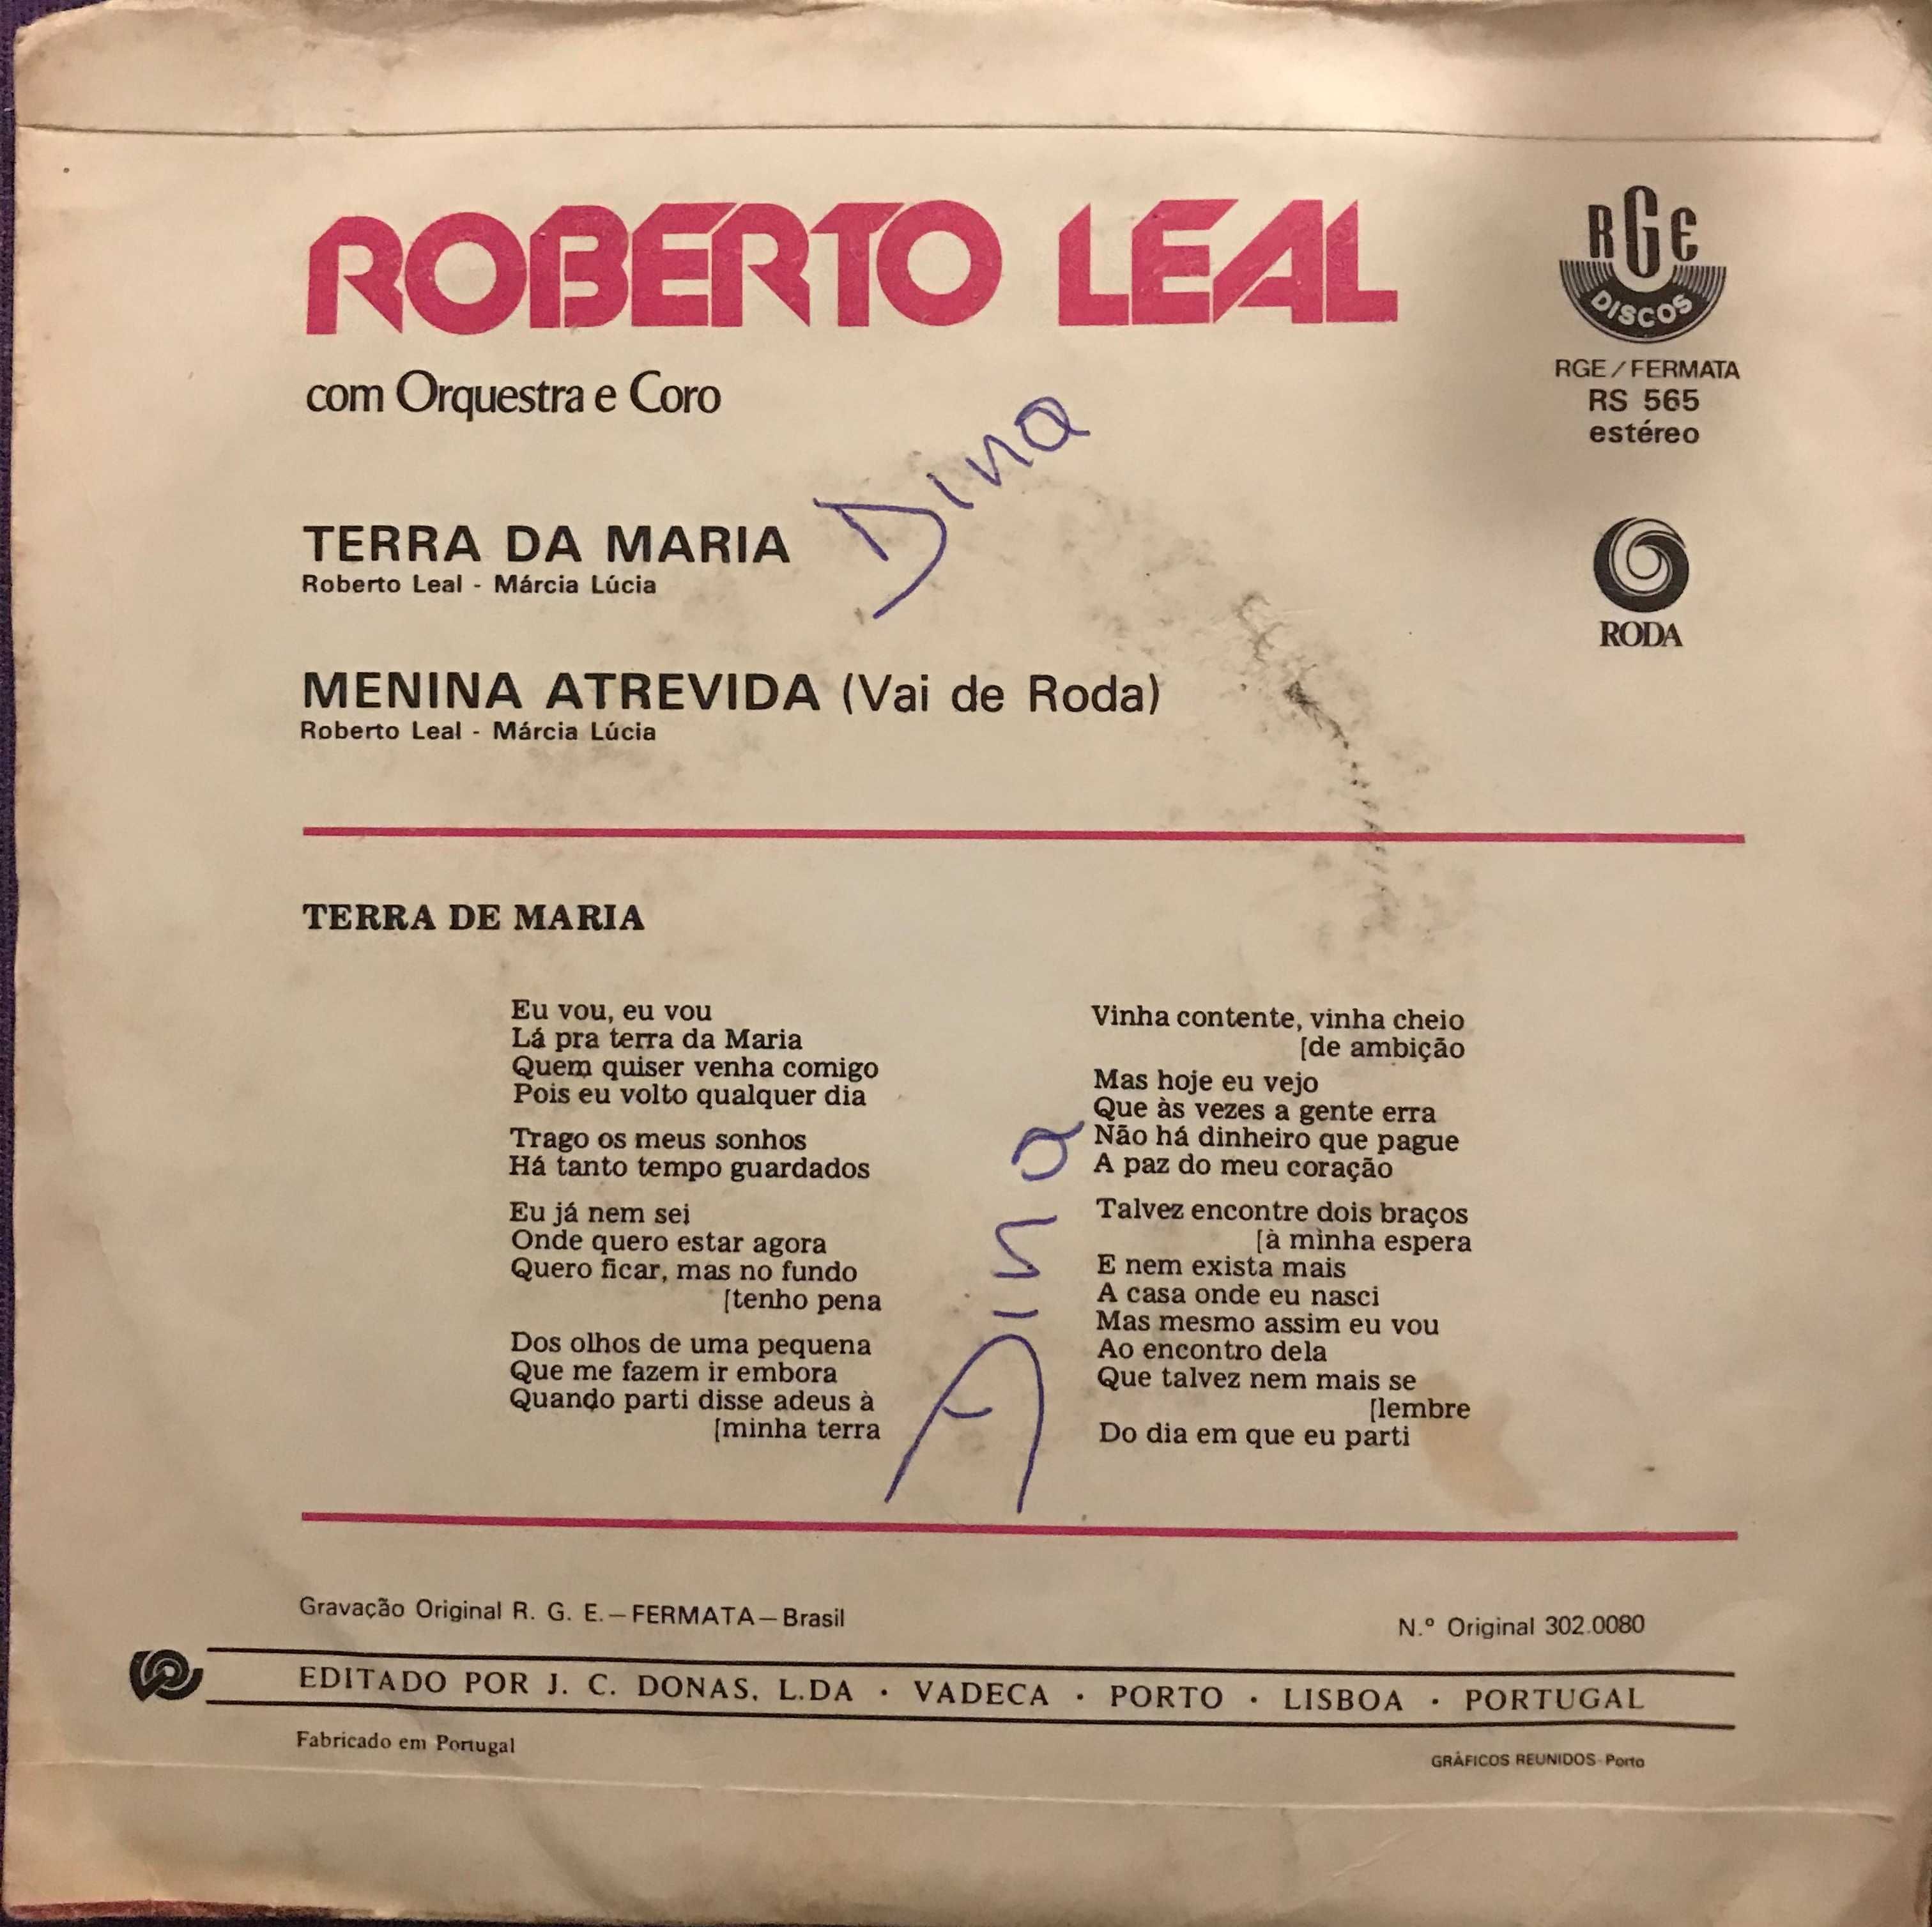 ROBERTO LEAL
com Orquestra e Coro
RGE
DISCOS
RGE/FERMATA
RS 565
estéreo
RODA
Dina
TERRA DA MARIA
Roberto Leal - Márcia Lúcia
MENINA ATREVIDA (Vai de Roda)
Roberto Leal - Márcia Lúcia
TERRA DE MARIA
Eu vou, eu vou
Lá pra terra da Maria
Quem quiser venha comigo
Pois eu volto qualquer dia
Trago os meus sonhos
Há tanto tempo guardados
Eu já nem sei
Onde quero estar agora
Quero ficar, mas no fundo
[tenho pena
Dos olhos de uma pequena
Que me fazem ir embora
Quando parti disse adeus à
[minha terra
Dina
Vinha contente, vinha cheio
[de ambição
Mas hoje eu vejo
Que às vezes a gente erra
Não há dinheiro que pague
A paz do meu coração
Talvez encontre dois braços
[à minha espera
E nem exista mais
A casa onde eu nasci
Mas mesmo assim eu vou
Ao encontro dela
Que talvez nem mais se
[lembre
Do dia em que eu parti
Gravação Original R. G. E. – FERMATA – Brasil
N.º Original 302.0080
EDITADO POR J. C. DONAS, L.DA · VADECA · PORTO · LISBOA · PORTUGAL
Fabricado em Portugal
GRÁFICOS REUNIDOS - Porto